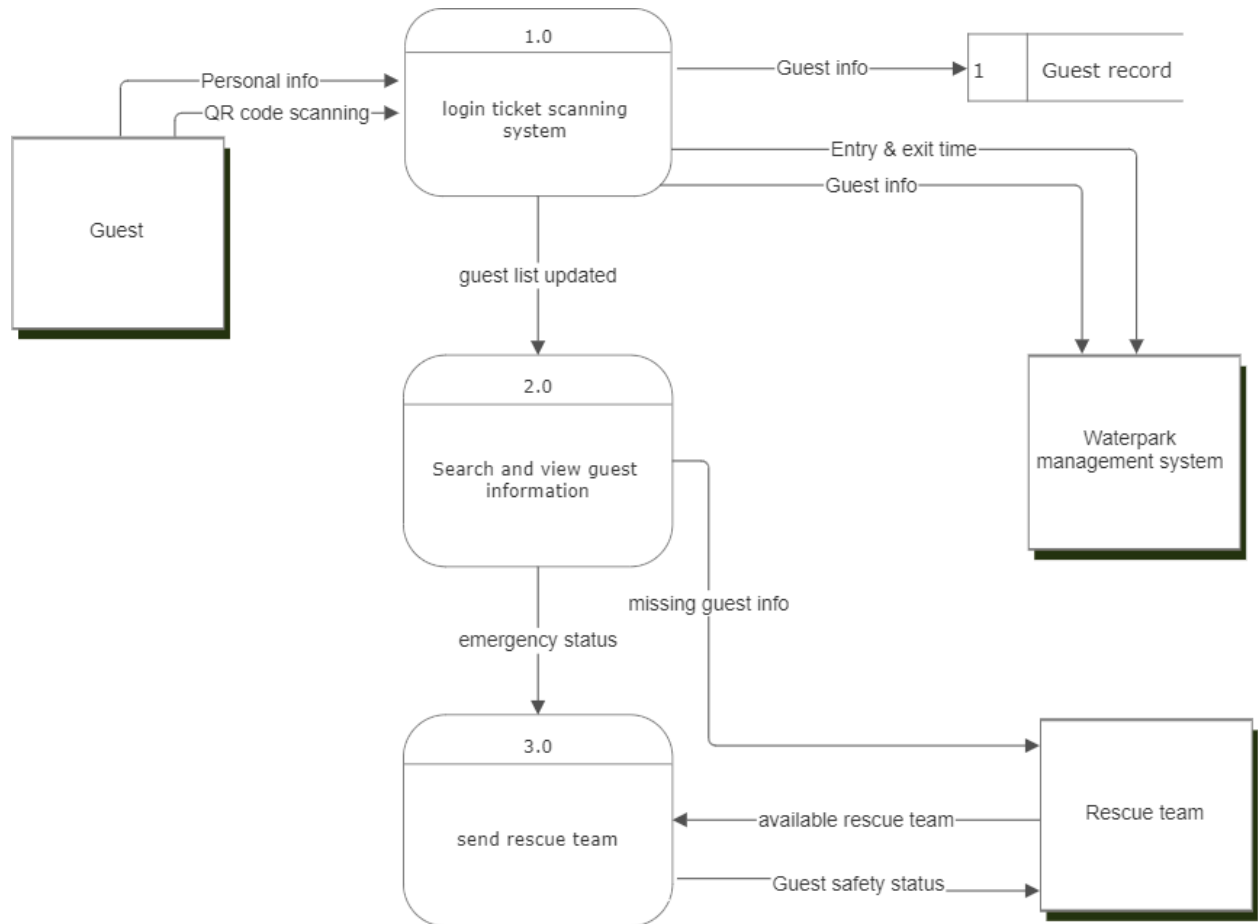 1.0
Personal info
QR code scanning
login ticket scanning
system
Guest info
1
Guest record
Entry & exit time
Guest info
Guest
guest list updated
2.0
Search and view guest
information
Waterpark
management system
missing guest info
emergency status
3.0
send rescue team
available rescue team
Guest safety status
Rescue team